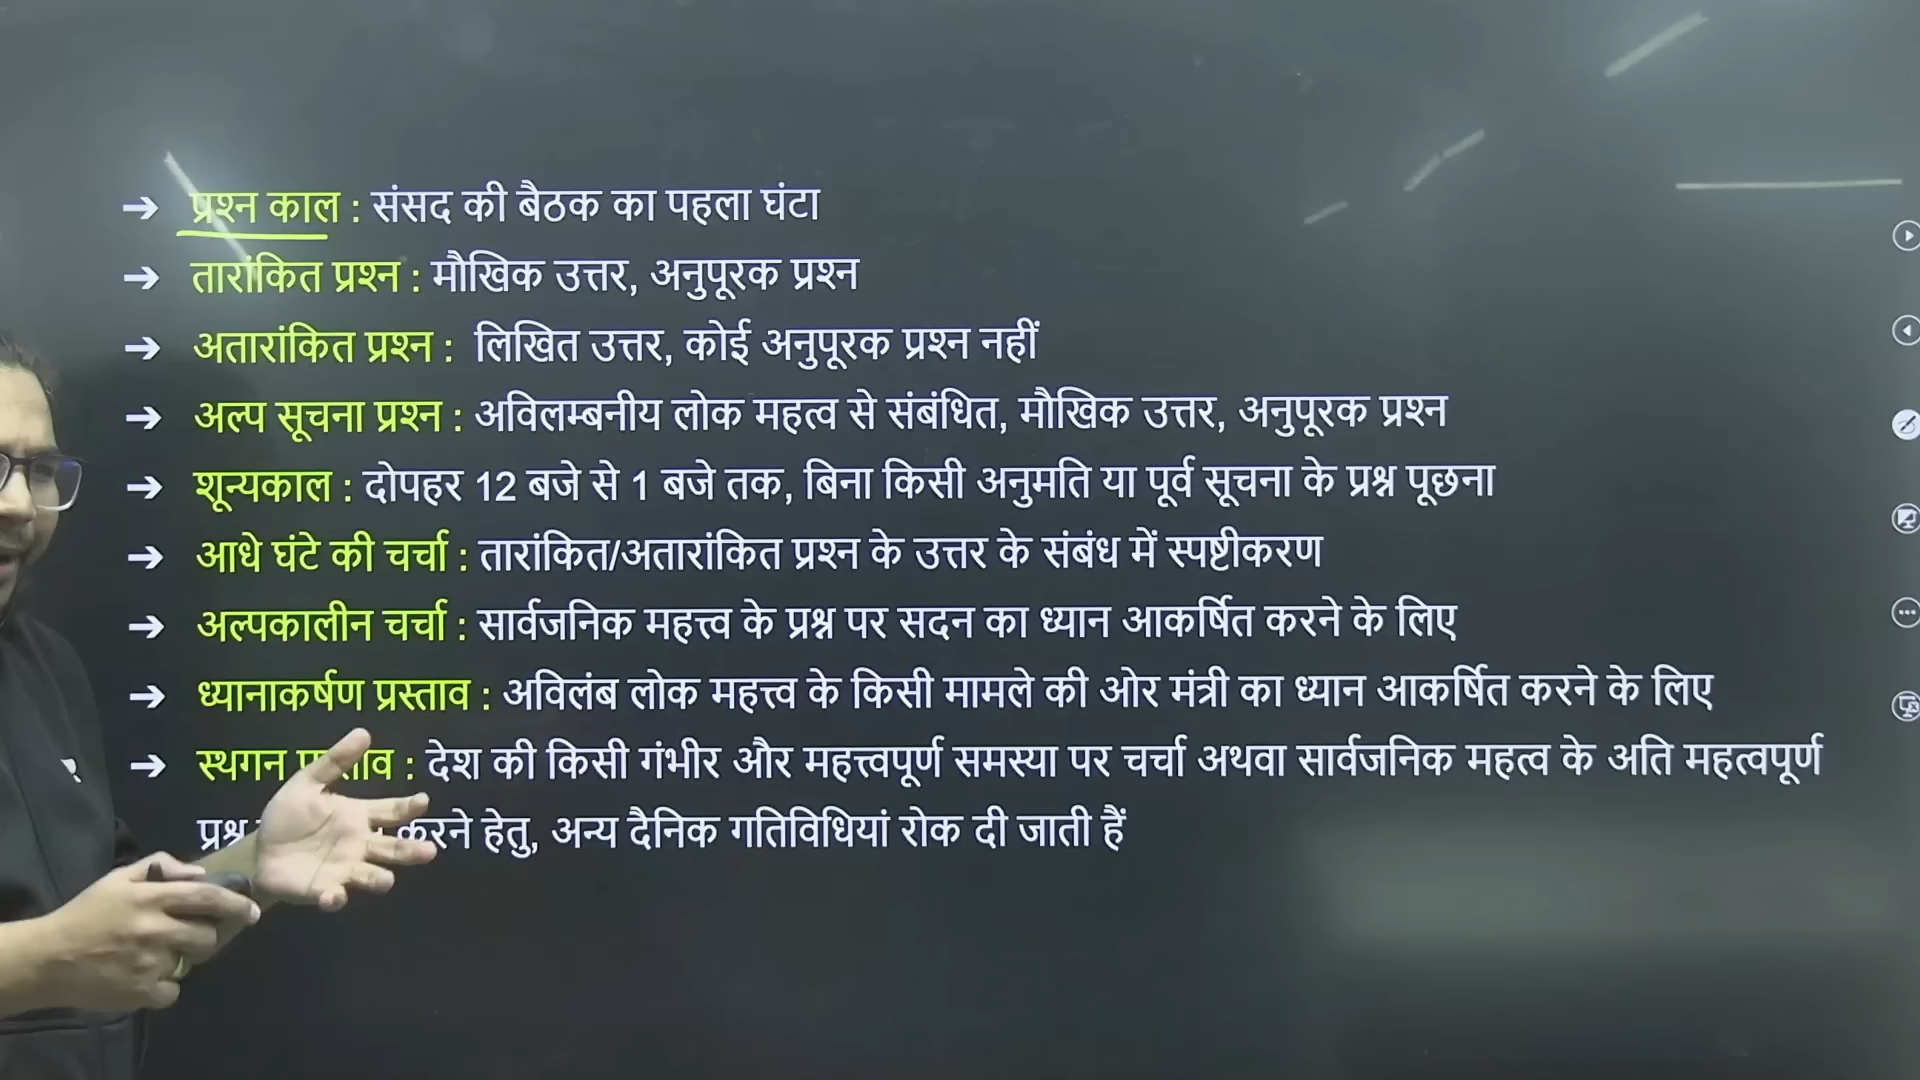 ➔ प्रश्न काल : संसद की बैठक का पहला घंटा
➔ तारांकित प्रश्न : मौखिक उत्तर, अनुपूरक प्रश्न
➔ अतारांकित प्रश्न : लिखित उत्तर, कोई अनुपूरक प्रश्न नहीं
➔ अल्प सूचना प्रश्न : अविलम्बनीय लोक महत्व से संबंधित, मौखिक उत्तर, अनुपूरक प्रश्न
➔ शून्यकाल : दोपहर 12 बजे से 1 बजे तक, बिना किसी अनुमति या पूर्व सूचना के प्रश्न पूछना
➔ आधे घंटे की चर्चा : तारांकित/अतारांकित प्रश्न के उत्तर के संबंध में स्पष्टीकरण
➔ अल्पकालीन चर्चा : सार्वजनिक महत्त्व के प्रश्न पर सदन का ध्यान आकर्षित करने के लिए
➔ ध्यानाकर्षण प्रस्ताव : अविलंब लोक महत्त्व के किसी मामले की ओर मंत्री का ध्यान आकर्षित करने के लिए
➔ स्थगन : देश की किसी गंभीर और महत्त्वपूर्ण समस्या पर चर्चा अथवा सार्वजनिक महत्व के अति महत्वपूर्ण
प्रश्न करने हेतु, अन्य दैनिक गतिविधियां रोक दी जाती हैं